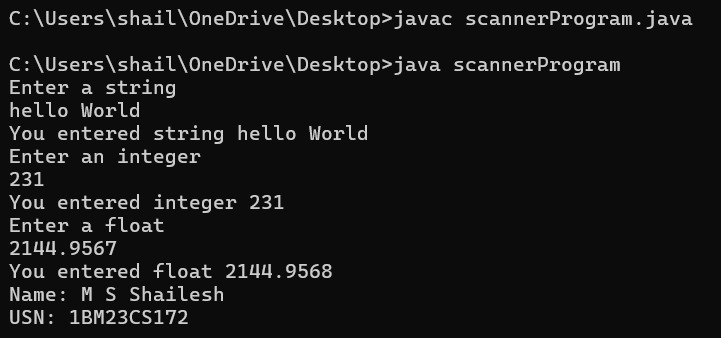 C:\Users\shail\OneDrive\Desktop>javac scannerProgram.java
C:\Users\shail\OneDrive\Desktop>java scannerProgram
Enter a string
hello World
You entered string hello World
Enter an integer
231
You entered integer 231
Enter a float
2144.9567
You entered float 2144.9568
Name: M S Shailesh
USN: 1BM23CS172